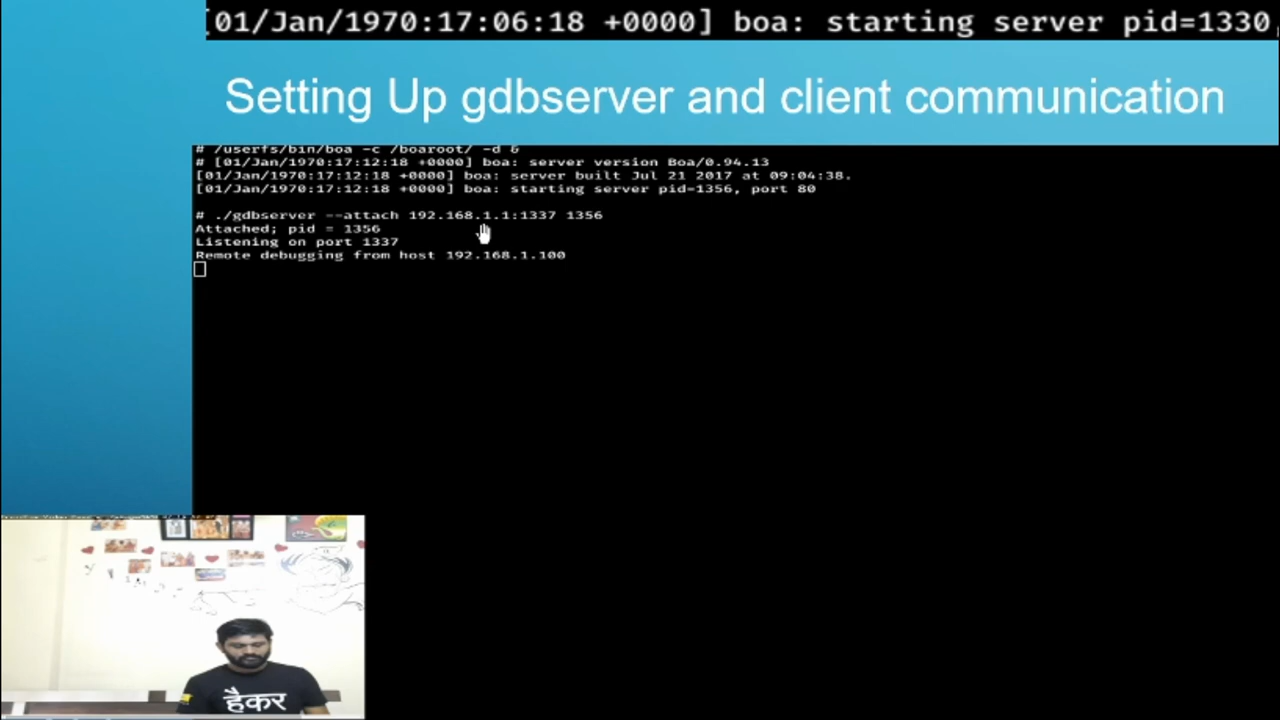 [01/Jan/1970:17:06:18 +0000] boa: starting server pid=1330,
Setting Up gdbserver and client communication
# /userfs/bin/boa -c /boaroot/ -d &
# [01/Jan/1970:17:12:18 +0000] boa: server version Boa/0.94.13
[01/Jan/1970:17:12:18 +0000] boa: server built Jul 21 2017 at 09:04:38.
[01/Jan/1970:17:12:18 +0000] boa: starting server pid=1356, port 80
# ./gdbserver --attach 192.168.1.1:1337 1356
Attached; pid = 1356
Listening on port 1337
Remote debugging from host 192.168.1.100
हैकर